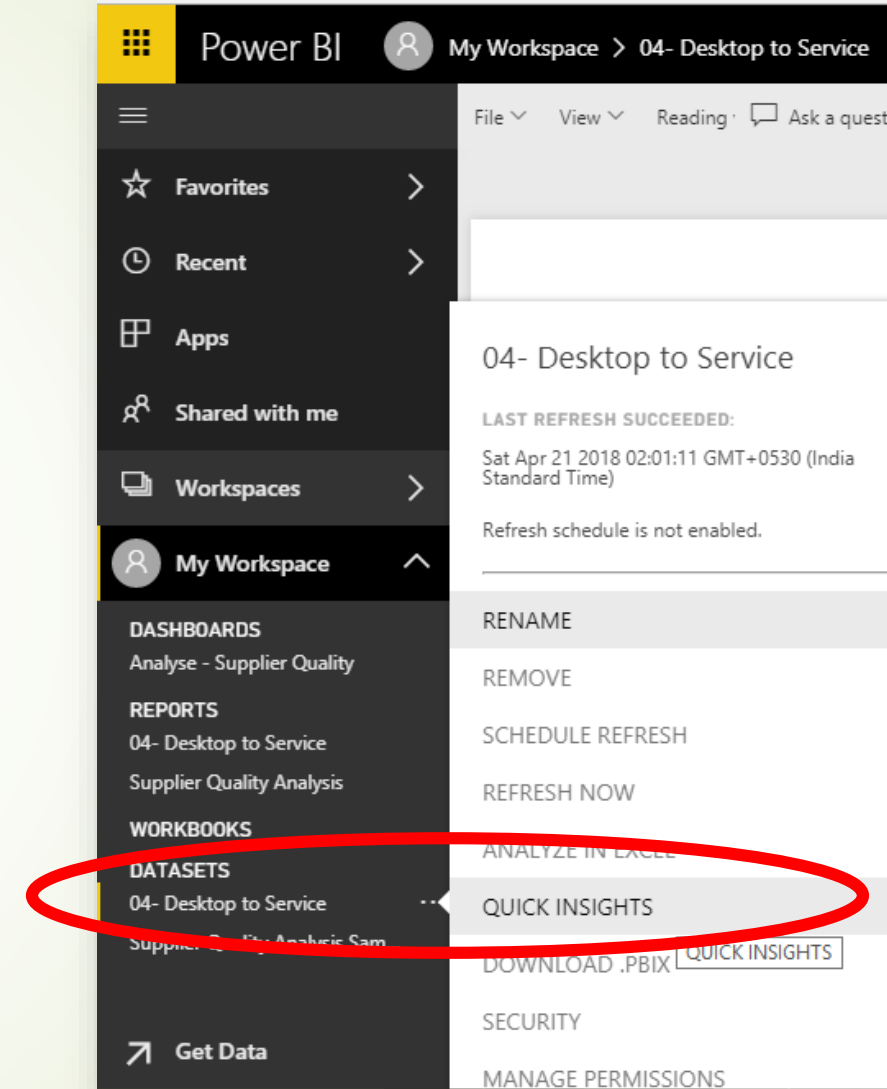 Power BI
My Workspace > 04- Desktop to Service
File View Reading Ask a quest
Favorites
Recent
Apps
Shared with me
Workspaces
My Workspace
DASHBOARDS
Analyse - Supplier Quality
REPORTS
04- Desktop to Service
Supplier Quality Analysis
WORKBOOKS
DATASETS
04- Desktop to Service
Supplier Quality Analysis Sam
Get Data
04- Desktop to Service
LAST REFRESH SUCCEEDED:
Sat Apr 21 2018 02:01:11 GMT+0530 (India
Standard Time)
Refresh schedule is not enabled.
RENAME
REMOVE
SCHEDULE REFRESH
REFRESH NOW
ANALYZE IN EXCEL
QUICK INSIGHTS
DOWNLOAD .PBIX
QUICK INSIGHTS
SECURITY
MANAGE PERMISSIONS